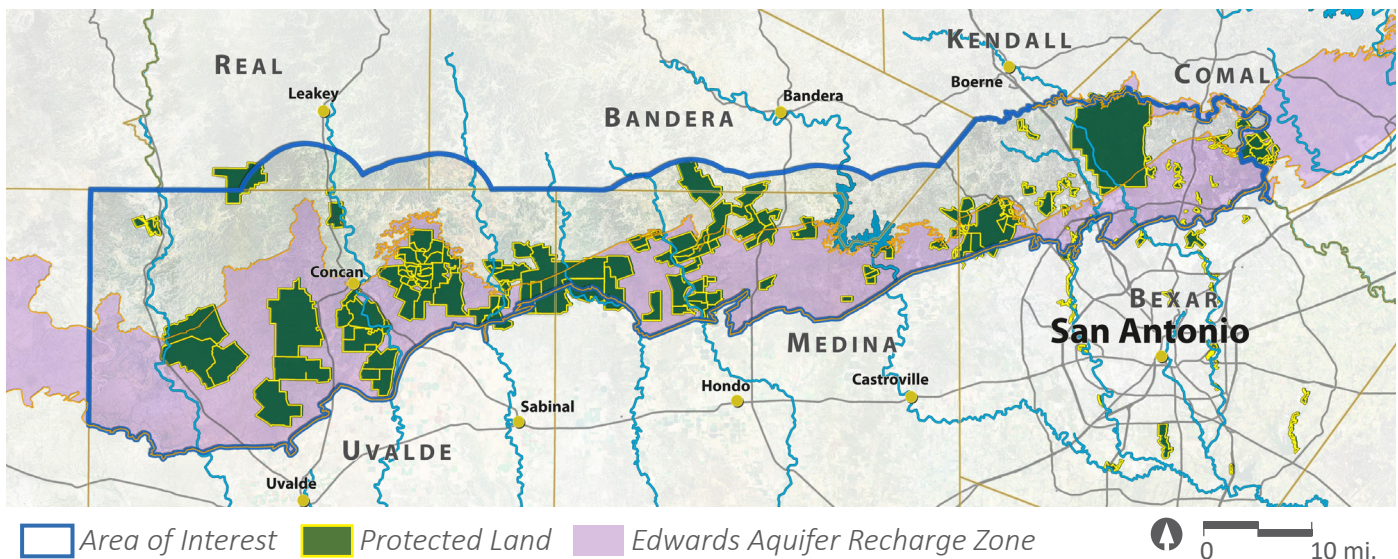 KENDALL
REAL
COMAL
Boerne
Leakey
Bandera
BANDERA
Concan
BEXAR
San Antonio
MEDINA
Hondo
Castroville
Sabinal
UVALDE
Uvalde
Area of Interest
Protected Land
Edwards Aquifer Recharge Zone
0 10 mi.